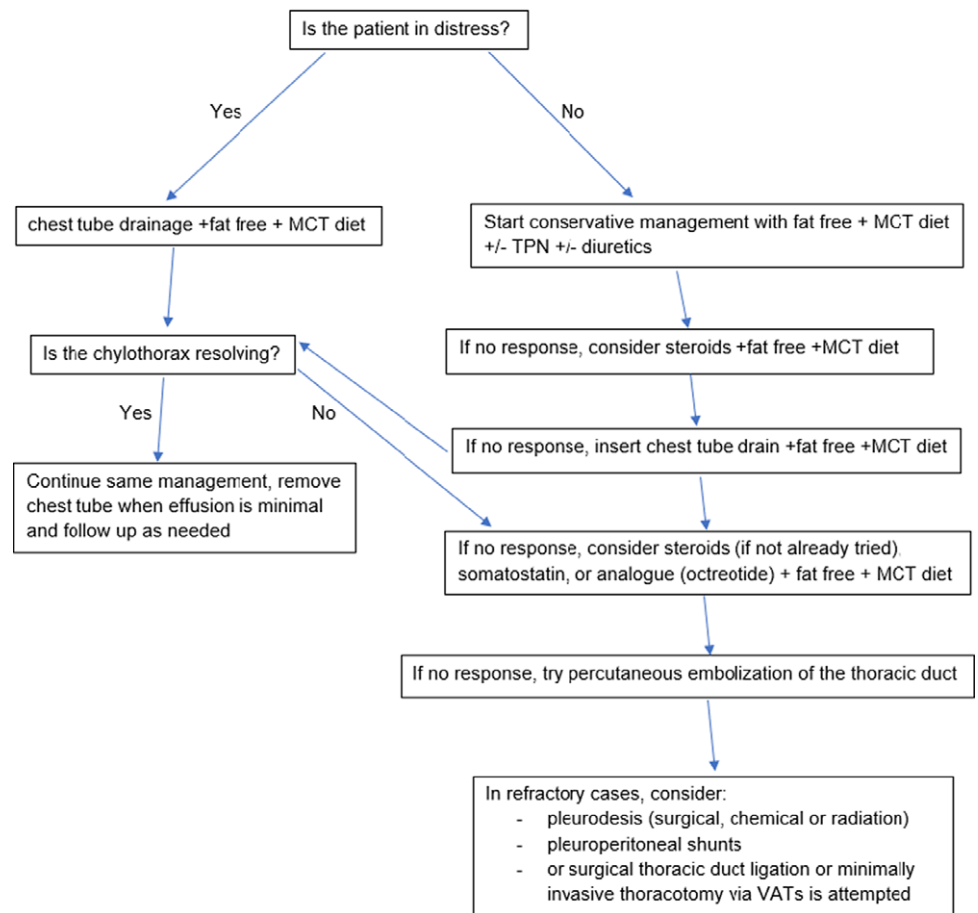 Is the patient in distress?
Yes
No
chest tube drainage +fat free + MCT diet
Start conservative management with fat free + MCT diet
+/- TPN +/- diuretics
Is the chylothorax resolving?
If no response, consider steroids +fat free +MCT diet
Yes
No
If no response, insert chest tube drain +fat free +MCT diet
Continue same management, remove
chest tube when effusion is minimal
and follow up as needed
If no response, consider steroids (if not already tried),
somatostatin, or analogue (octreotide) + fat free + MCT diet
If no response, try percutaneous embolization of the thoracic duct
In refractory cases, consider:
- pleurodesis (surgical, chemical or radiation)
- pleuroperitoneal shunts
- or surgical thoracic duct ligation or minimally
invasive thoracotomy via VATs is attempted